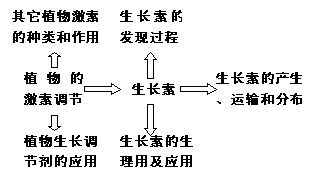 其它植物激素
的种类和作用
生长素的
发现过程
植物的
激素调节
生长素
生长素的产生
、运输和分布
植物生长调
节剂的应用
生长素的生
理用及应用